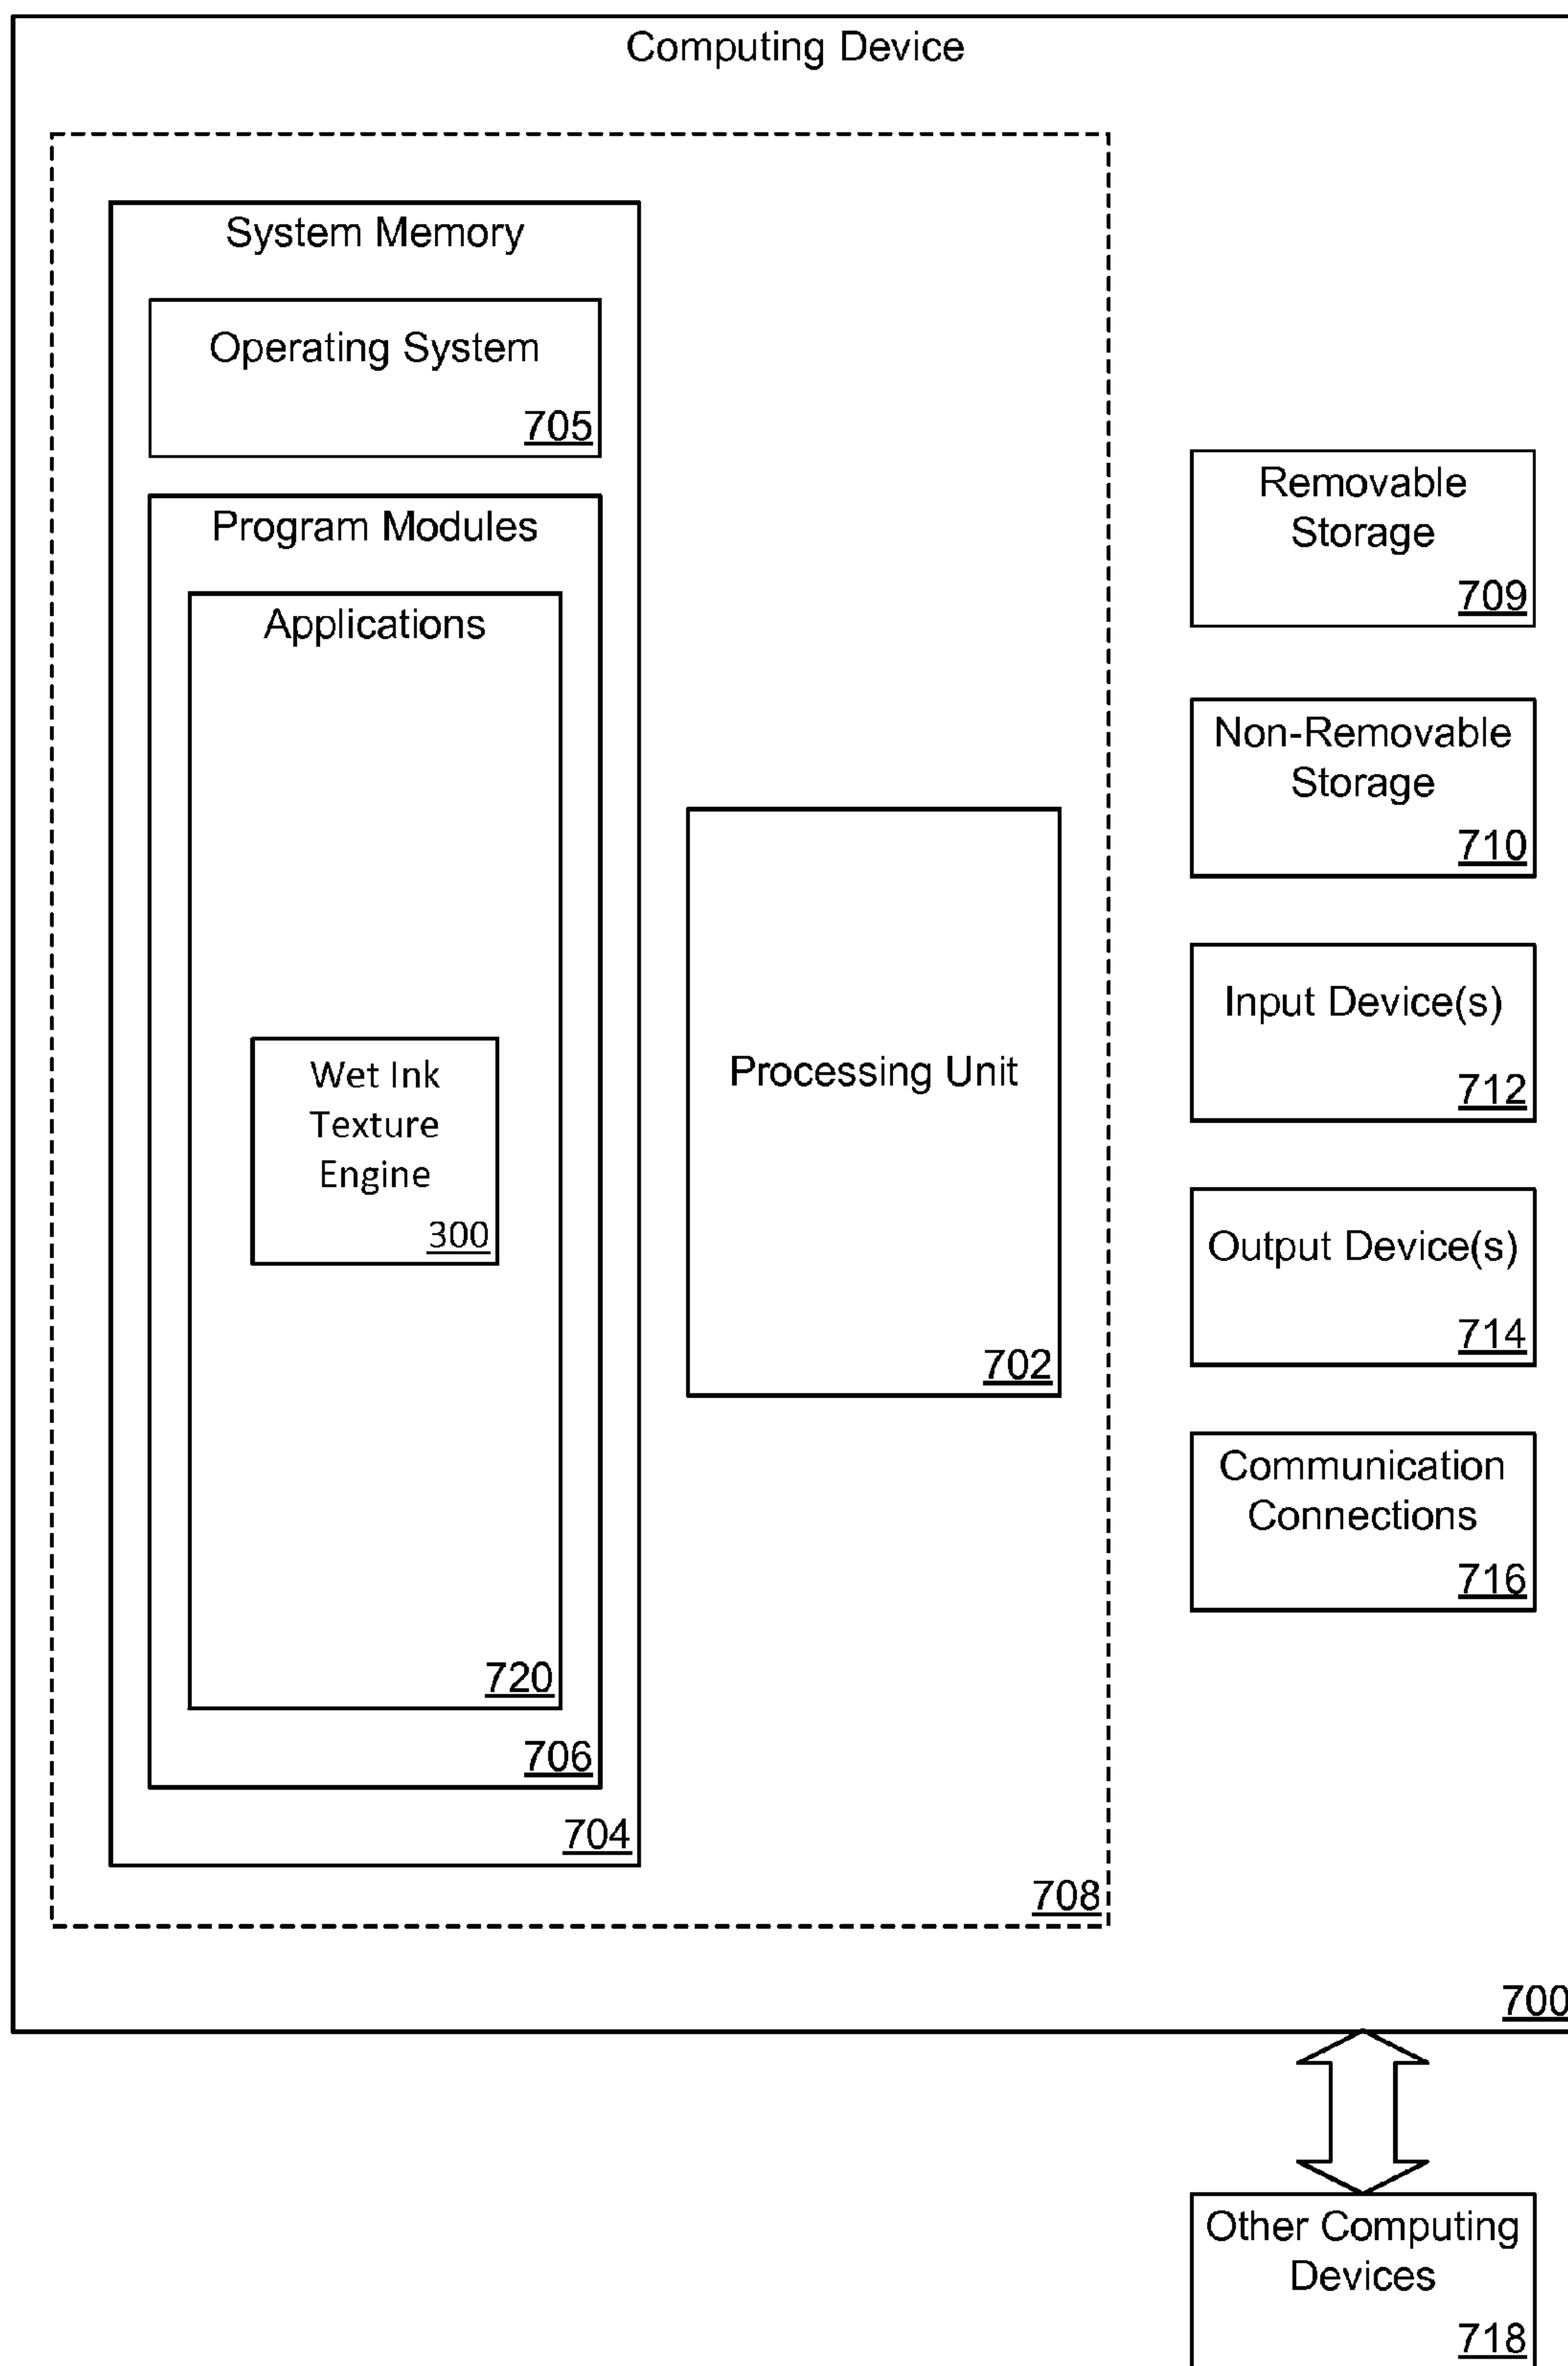 Computing Device
System Memory
Operating System
705
Program Modules
Applications
Wet Ink
Texture
Engine
300
720
706
704
Processing Unit
702
708
Removable
Storage
709
Non-Removable
Storage
710
Input Device(s)
712
Output Device(s)
714
Communication
Connections
716
700
Other Computing
Devices
718